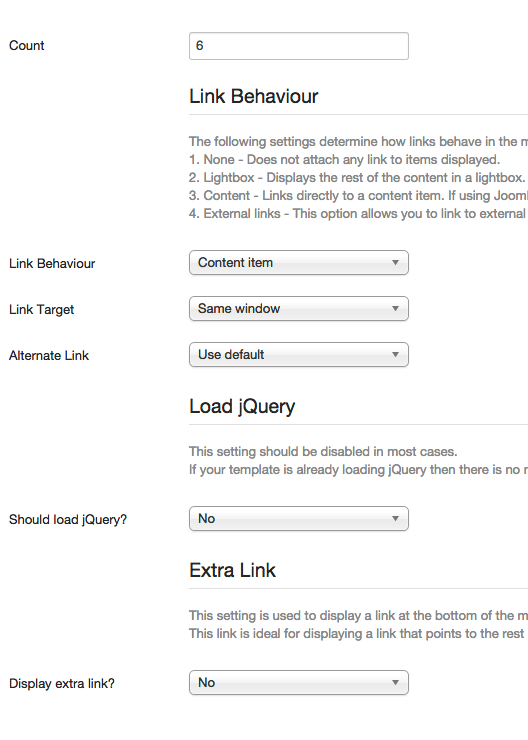 Count
6
Link Behaviour
The following settings determine how links behave in the
1. None - Does not attach any link to items displayed.
2. Lightbox - Displays the rest of the content in a lightbox.
3. Content - Links directly to a content item. If using
4. External links - This option allows you to link to external
Link Behaviour Content item
Link Target Same window
Alternate Link Use default
Load jQuery
This setting should be disabled in most cases.
If your template is already loading jQuery then there is no
Should load jQuery? No
Extra Link
This setting is used to display a link at the bottom of the
This link is ideal for displaying a link that points to the rest
Display extra link? No